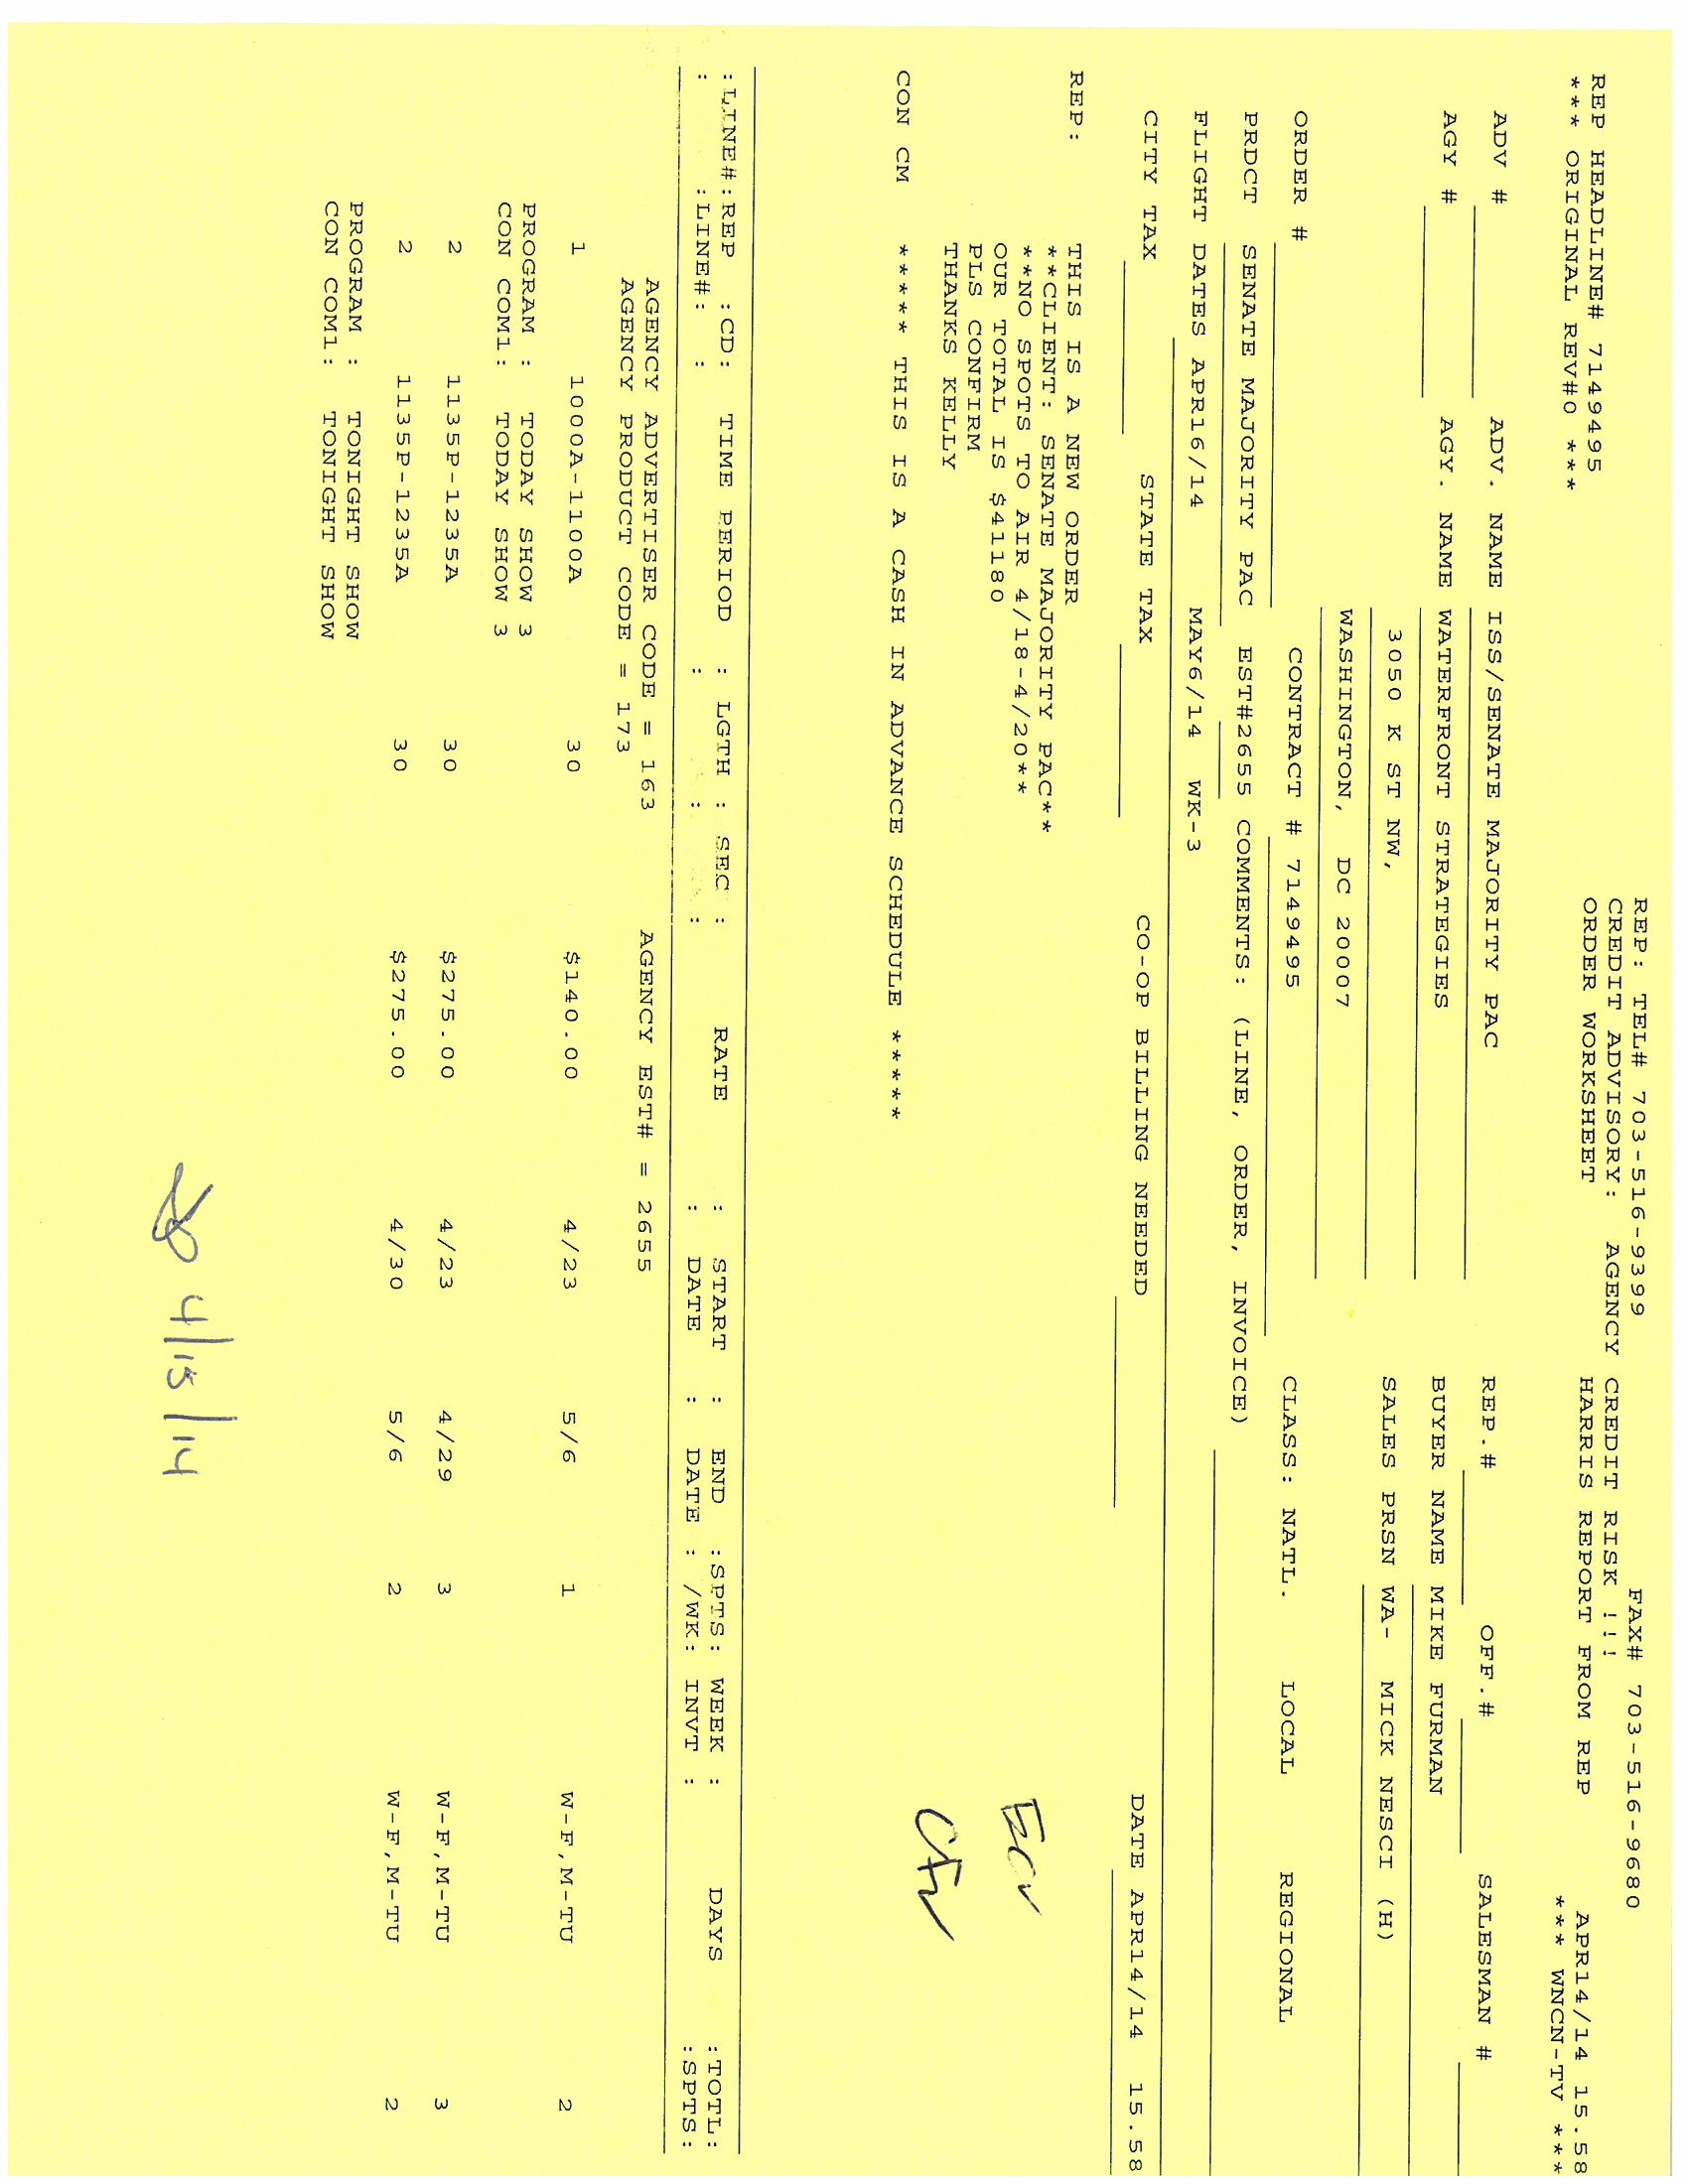 REP: TEL# 703-516-9399 FAX# 703-516-9680
REP HEADLINE# 7149495 CREDIT ADVISORY: AGENCY CREDIT RISK !!! APR14/14 15.58
*** ORIGINAL REV#0 *** ORDER WORKSHEET HARRIS REPORT FROM REP *** WNCN-TV ***
ADV # ADV. NAME ISS/SENATE MAJORITY PAC REP.# OFF.# SALESMAN #
AGY # AGY. NAME WATERFRONT STRATEGIES BUYER NAME MIKE FURMAN
3050 K ST NW, SALES PRSN WA- MICK NESCI (H)
WASHINGTON, DC 20007
ORDER # CONTRACT # 7149495 CLASS: NATL. LOCAL REGIONAL
PRDCT SENATE MAJORITY PAC EST#2655 COMMENTS: (LINE, ORDER, INVOICE)
FLIGHT DATES APR16/14 MAY6/14 WK-3
CITY TAX STATE TAX CO-OP BILLING NEEDED DATE APR14/14 15.58
REP: THIS IS A NEW ORDER
**CLIENT: SENATE MAJORITY PAC**
**NO SPOTS TO AIR 4/18-4/20**
OUR TOTAL IS $41180
PLS CONFIRM
THANKS KELLY
CON CM ***** THIS IS A CASH IN ADVANCE SCHEDULE *****
:LINE#:REP :CD: TIME PERIOD : LGTH : SEC : RATE : START : END :SPTS: WEEK : DAYS :TOTL:
: :LINE#: : : : : : DATE : DATE : /WK: INVT : :SPTS:
AGENCY ADVERTISER CODE = 163 AGENCY EST# = 2655
AGENCY PRODUCT CODE = 173
1 1000A-1100A 30 $140.00 4/23 5/6 1 W-F,M-TU 2
PROGRAM : TODAY SHOW 3
CON COM1: TODAY SHOW 3
2 1135P-1235A 30 $275.00 4/23 4/29 3 W-F,M-TU 3
2 1135P-1235A 30 $275.00 4/30 5/6 2 W-F,M-TU 2
PROGRAM : TONIGHT SHOW
CON COM1: TONIGHT SHOW
4/15/14